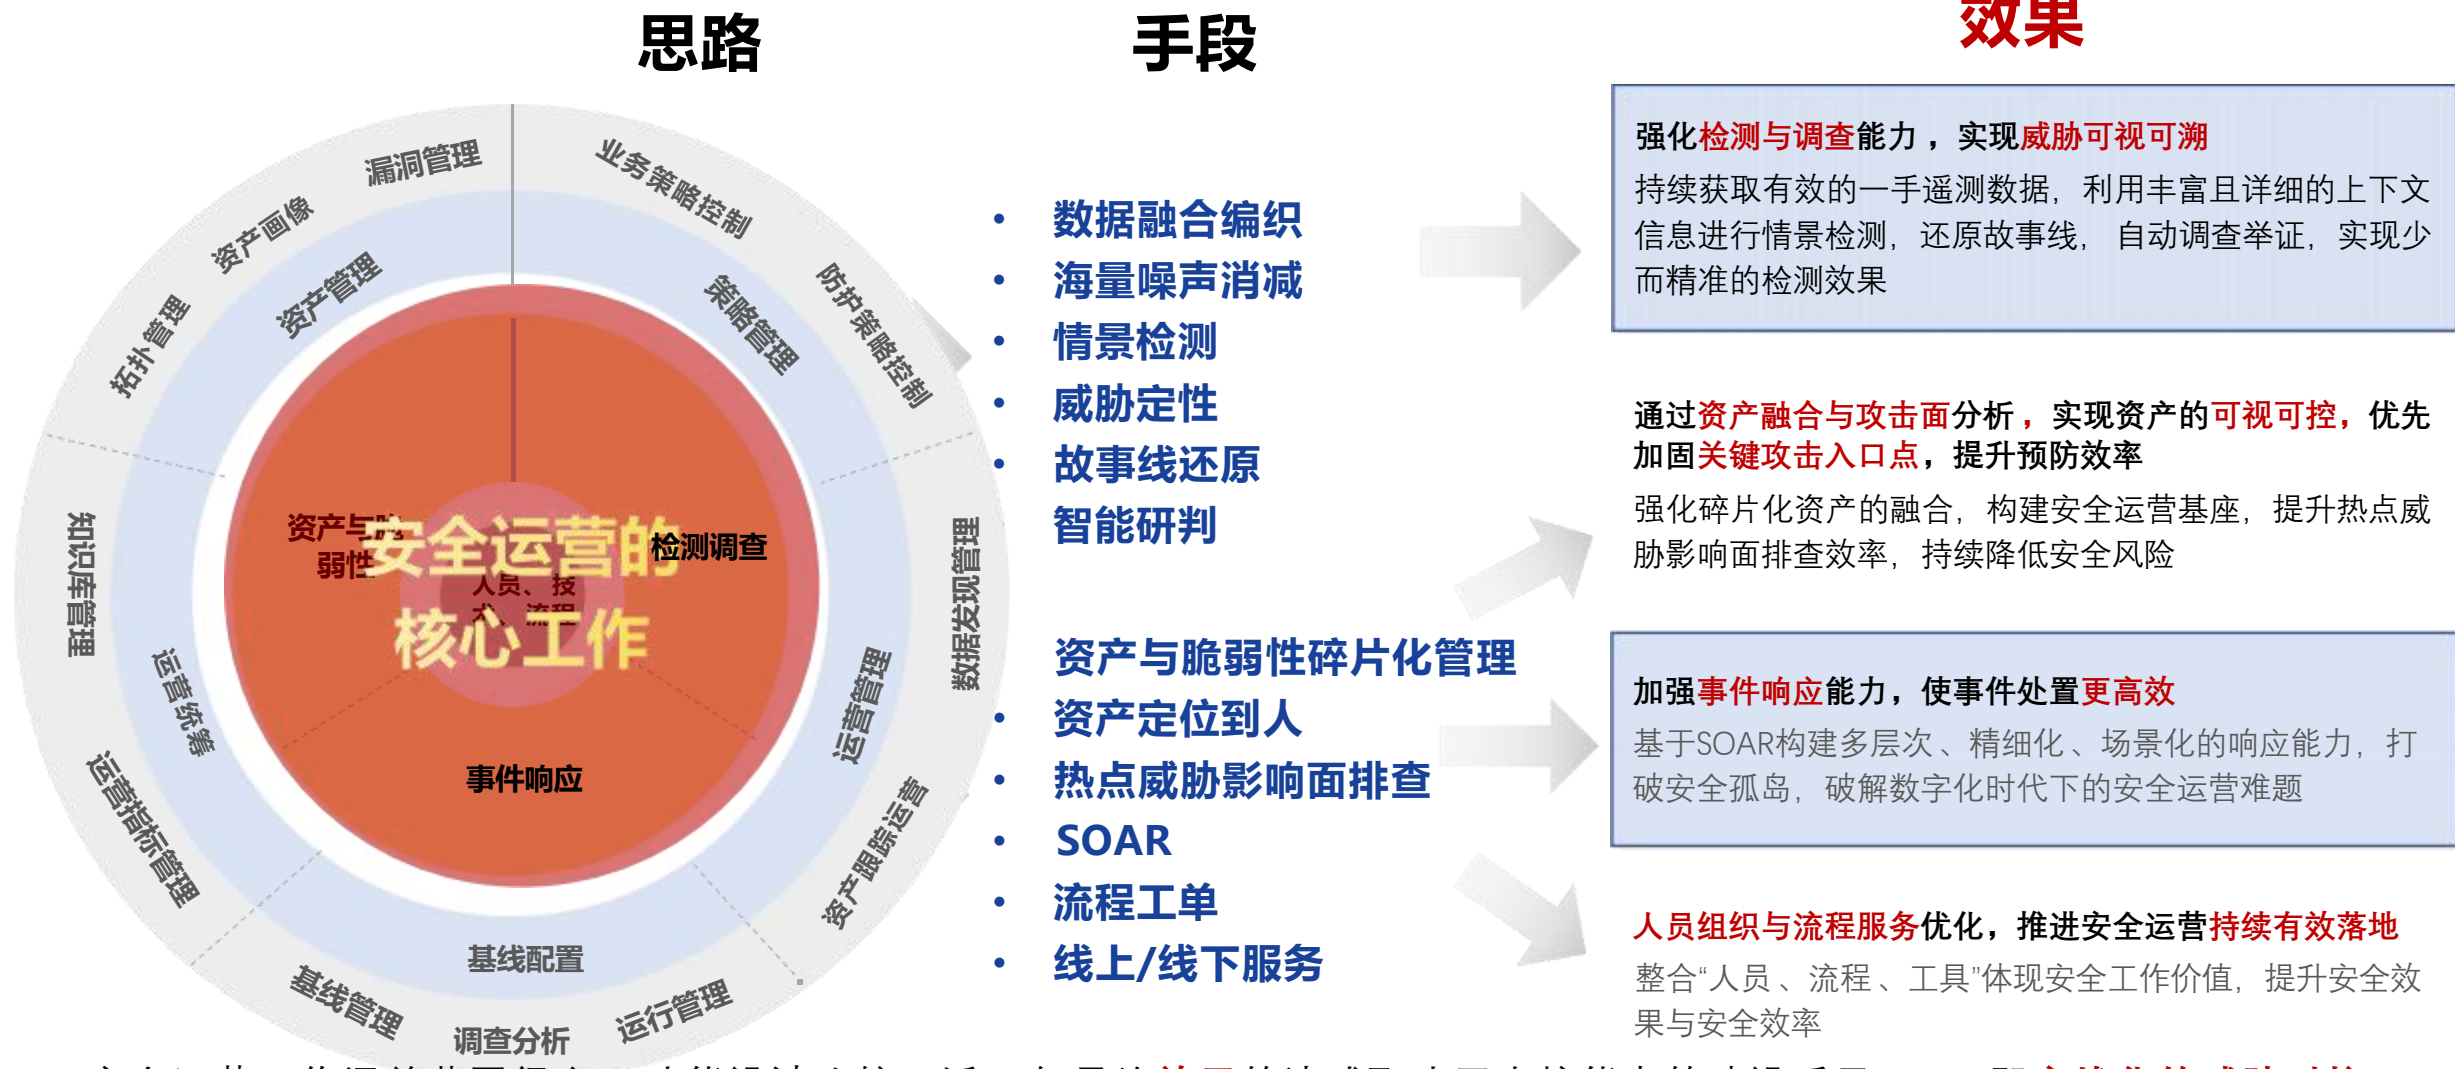 思路
手段
效果
漏洞管理
业务策略控制
资产画像
防护策略控制
拓扑管理
资产管理
策略管理
知识库管理
数据发现管理
运营统筹
运营管理
运营指标管理
资产跟踪运营
基线配置
基线管理
调查分析
运行管理
资产与脆
弱性
检测调查
人员、技
术、流程
安全运营的
核心工作
事件响应
• 数据融合编织
• 海量噪声消减
• 情景检测
• 威胁定性
• 故事线还原
智能研判
资产与脆弱性碎片化管理
• 资产定位到人
• 热点威胁影响面排查
• SOAR
• 流程工单
• 线上/线下服务
强化检测与调查能力，实现威胁可视可溯
持续获取有效的一手遥测数据，利用丰富且详细的上下文
信息进行情景检测，还原故事线，自动调查举证，实现少
而精准的检测效果
通过资产融合与攻击面分析，实现资产的可视可控，优先
加固关键攻击入口点，提升预防效率
强化碎片化资产的融合，构建安全运营基座，提升热点威
胁影响面排查效率，持续降低安全风险
加强事件响应能力，使事件处置更高效
基于SOAR构建多层次、精细化、场景化的响应能力，打
破安全孤岛，破解数字化时代下的安全运营难题
人员组织与流程服务优化，推进安全运营持续有效落地
整合“人员、流程、工具”体现安全工作价值，提升安全效
果与安全效率